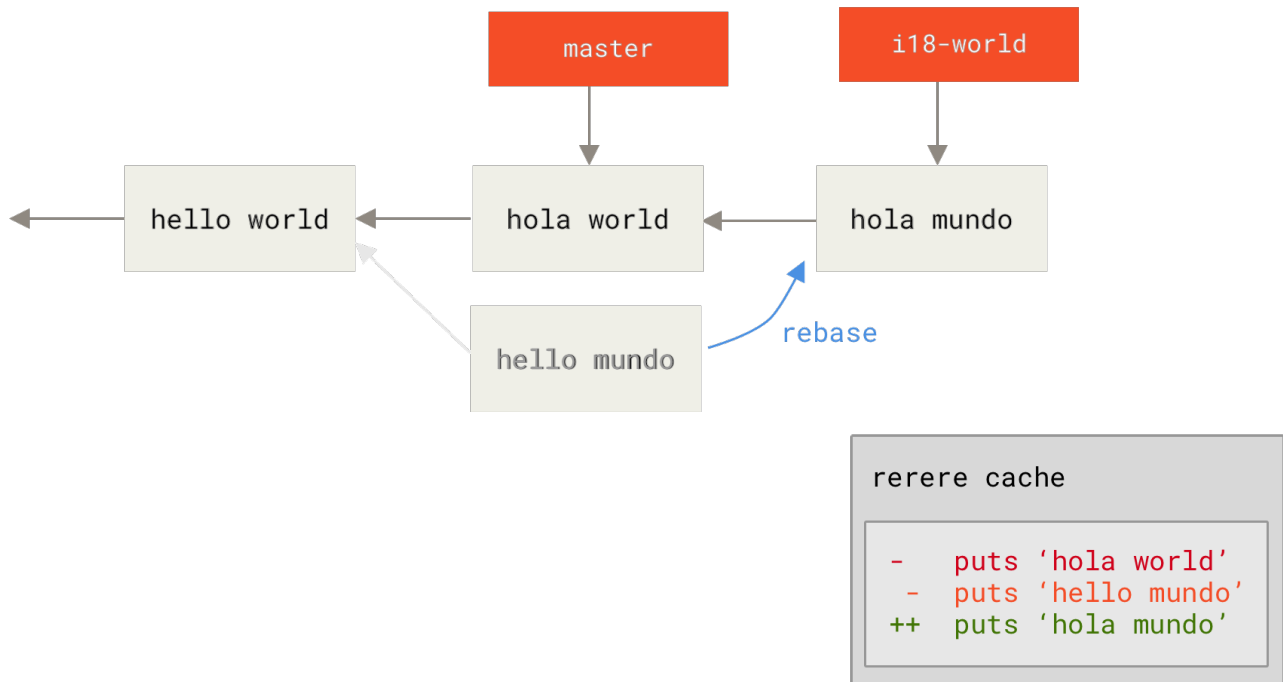 master
i18-world
hello world
hola world
hola mundo
hello mundo
rebase
rerere cache
-   puts ‘hola world’
 -  puts ‘hello mundo’
++  puts ‘hola mundo’